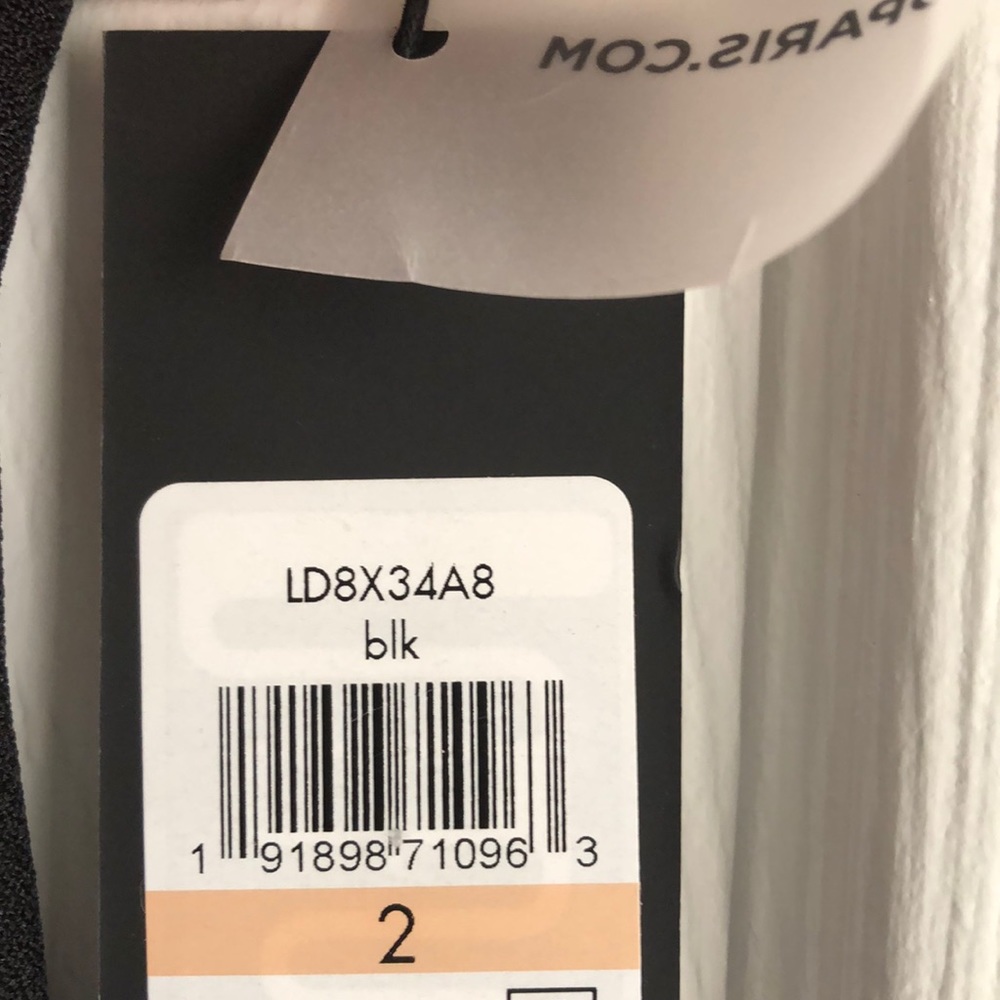 PARIS.COM
LD8X34A8
blk
1 91898 71096 3
2